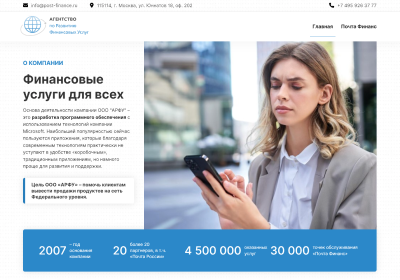 info@post-finance.ru
115114, г. Москва, ул. Юннатов 18, оф. 202
+7 495 926 37 77
АГЕНТСТВО
по Развитию
Финансовых Услуг
Главная
Почта Финанс
О КОМПАНИИ
Финансовые
услуги для всех
Основа деятельности компании ООО "АРФУ" –
это разработка программного обеспечения с
использованием технологий компании
Microsoft. Наибольшей популярностью сейчас
пользуются приложения, которые благодаря
современным технологиям практически не
уступают в удобстве «коробочным»,
традиционным приложениям, но намного
проще для развития и поддержки.
Цель ООО «АРФУ» – помочь клиентам
вывести продажи продуктов на сеть
Федерального уровня.
2007
– год
основания
компании
20
более 20
партнеров, в т.ч.
«Почта России»
4 500 000
оказанных
услуг
30 000
точек обслуживания
«Почта Финанс»